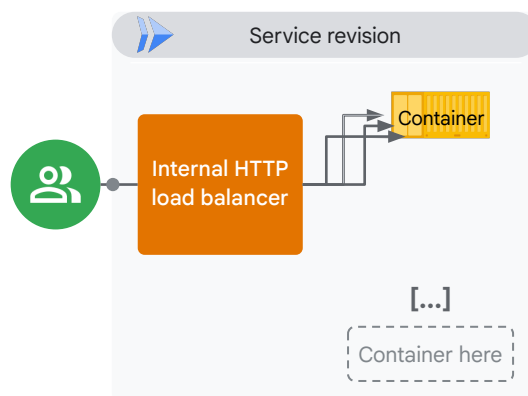 Service revision
Container
Internal HTTP
load balancer
[...]
Container here